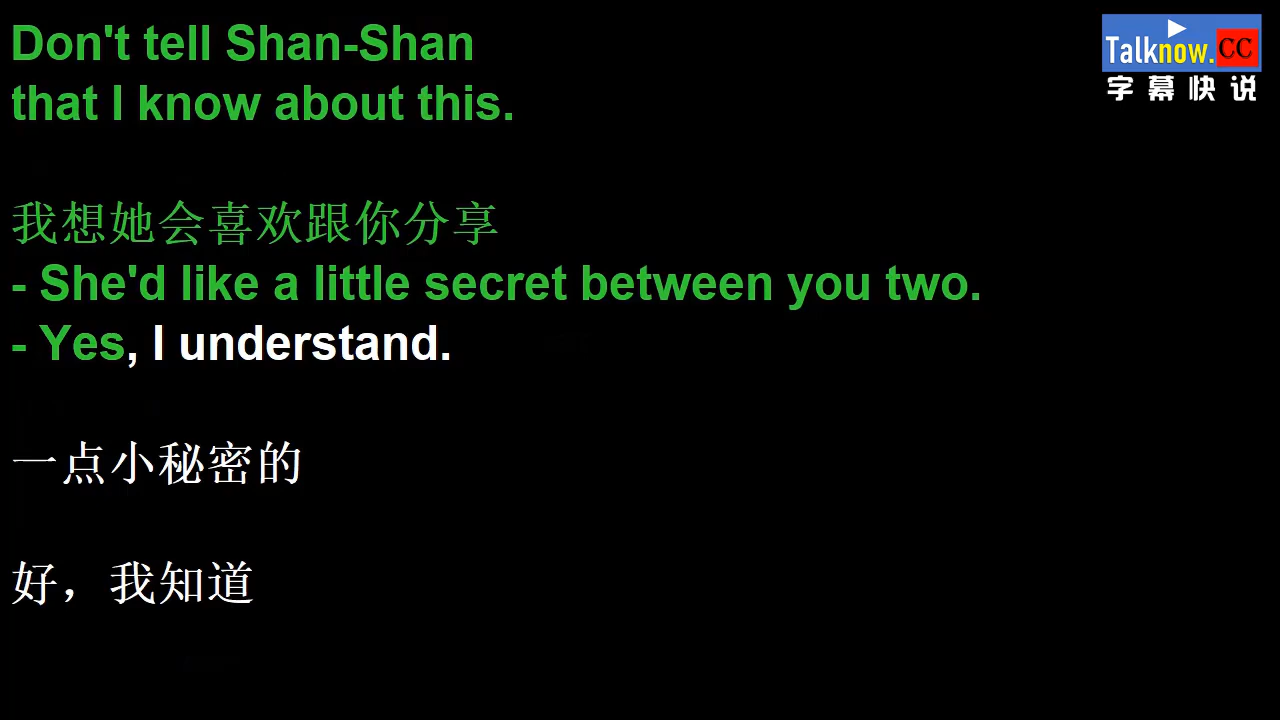 Don't tell Shan-Shan
that I know about this.
我想她会喜欢跟你分享
- She'd like a little secret between you two.
- Yes, I understand.
一点小秘密的
好，我知道
Talknow.CC
字幕快说